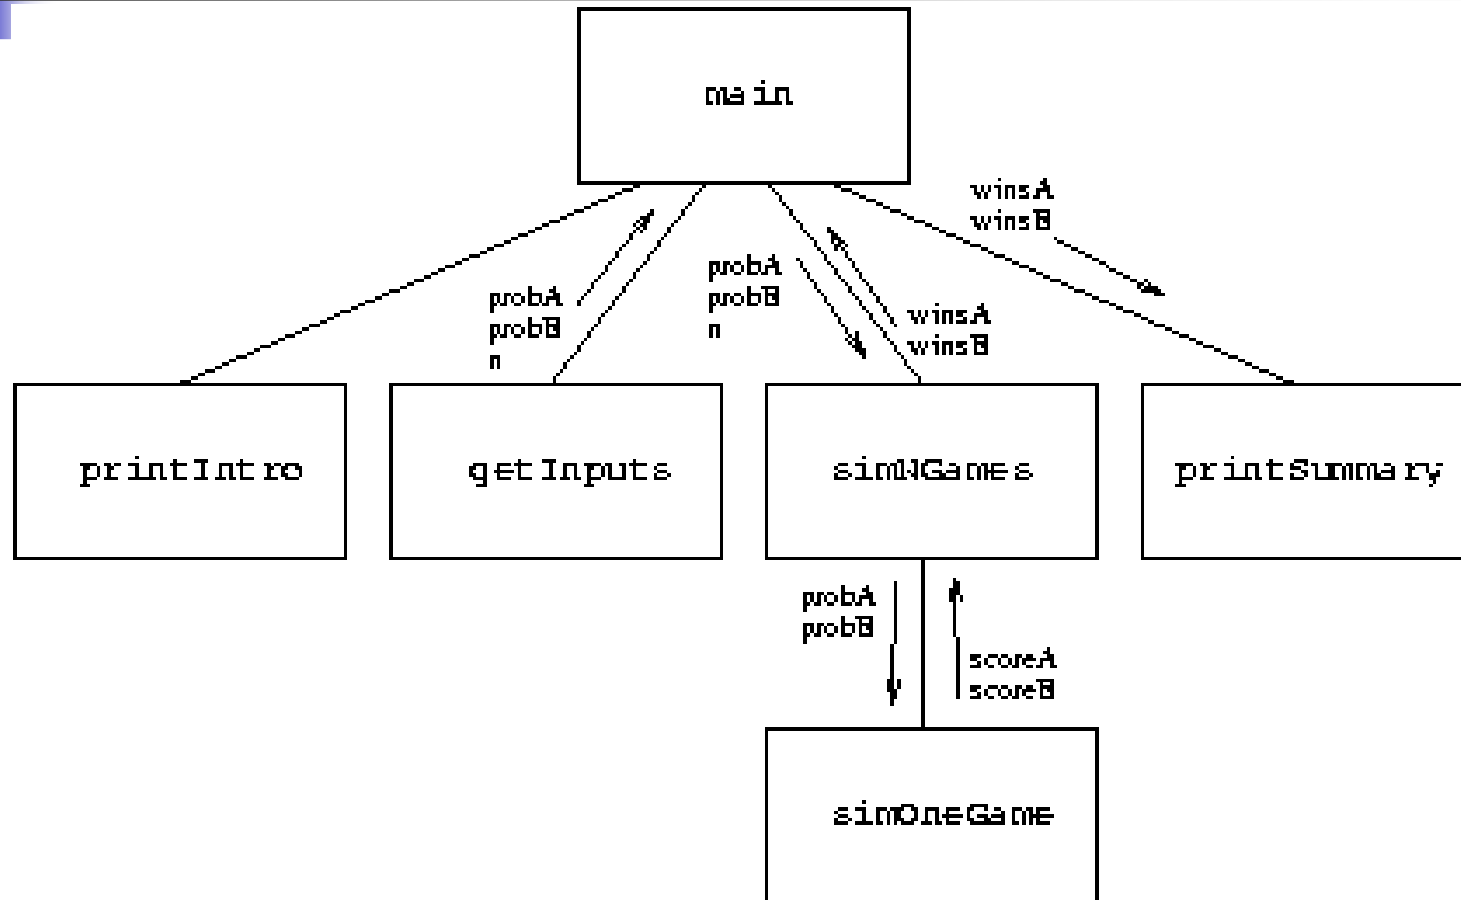 main
winsA
winsB
probA
probB
n
probA
probB
n
winsA
winsB
printIntro
getInputs
simNGames
printSummary
probA
probB
scoreA
scoreB
simOneGame